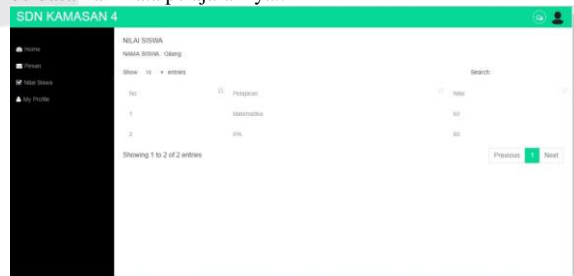 SDN KAMASAN 4
Home
Pesan
Nilai Siswa
My Profile
NILAI SISWA
NAMA SISWA : Gilang
Show 10 entries
Search:
No Pelajaran Nilai
1 Matematika
2 IPA 80
Showing 1 to 2 of 2 entries
Previous 1 Next